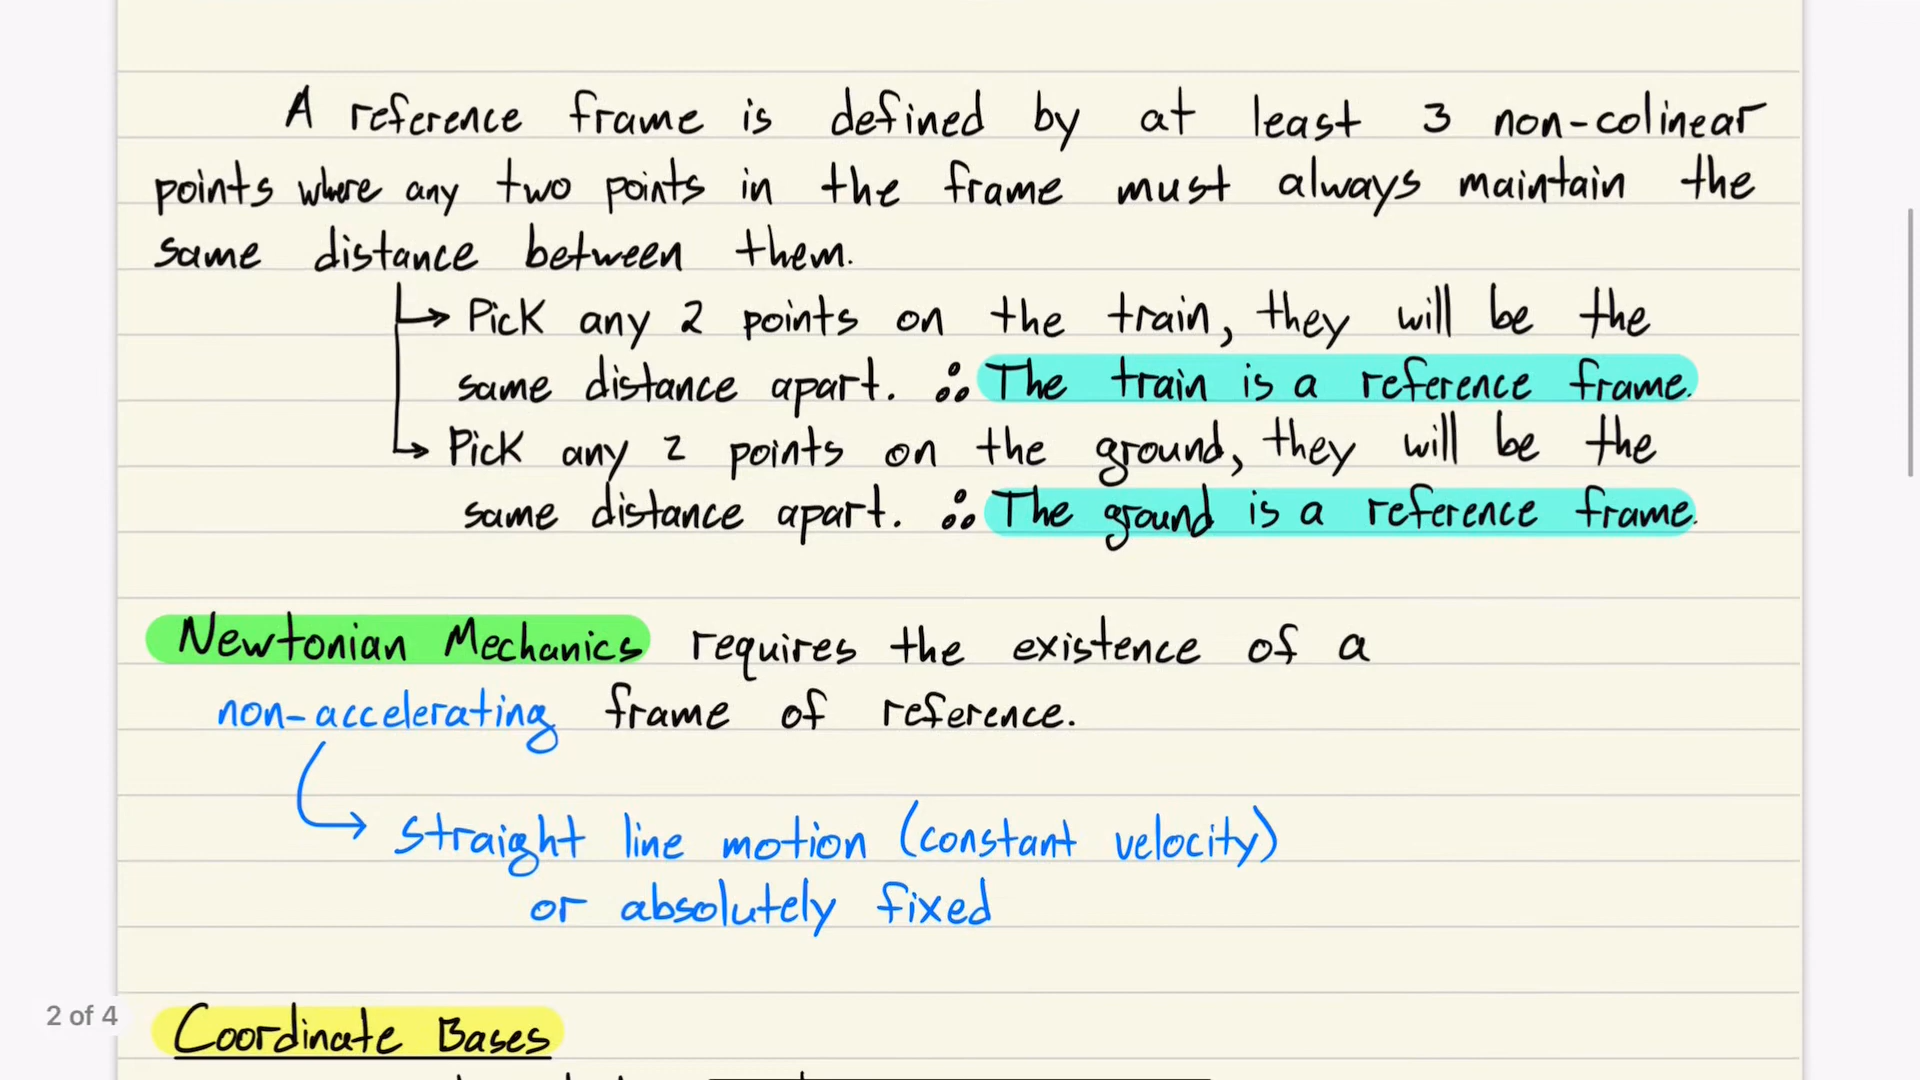 A reference frame is defined by at least 3 non-colinear
points where any two points in the frame must always maintain the
same distance between them.
Pick any 2 points on the train, they will be the
same distance apart. ∴ The train is a reference frame.
Pick any 2 points on the ground, they will be the
same distance apart. ∴ The ground is a reference frame.
Newtonian Mechanics requires the existence of a
non-accelerating frame of reference.
straight line motion (constant velocity)
or absolutely fixed
2 of 4
Coordinate Bases